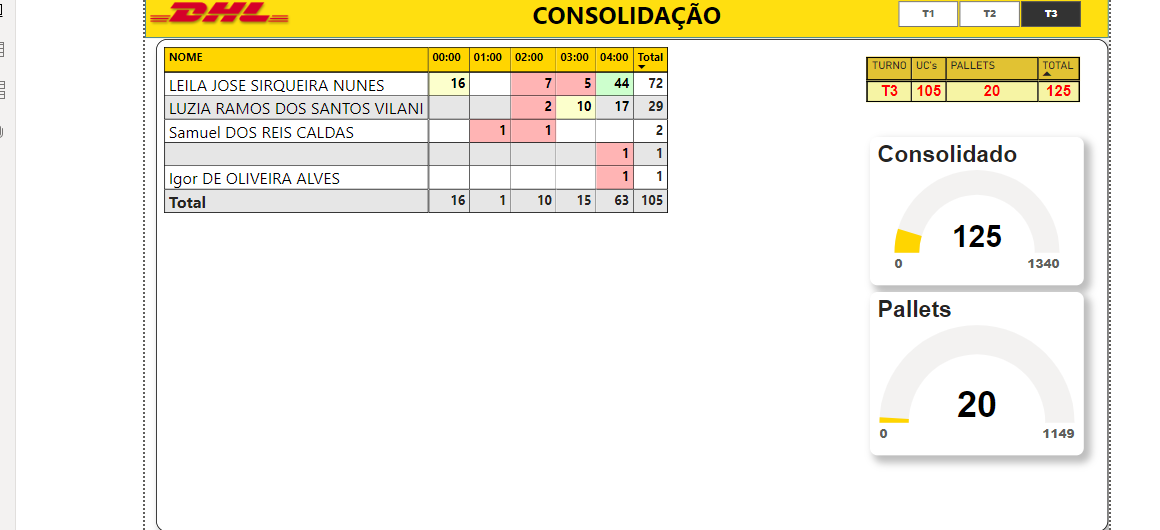 DHL
CONSOLIDAÇÃO
T1 T2 T3
NOME 00:00 01:00 02:00 03:00 04:00 Total
LEILA JOSE SIRQUEIRA NUNES 16 7 5 44 72
LUZIA RAMOS DOS SANTOS VILANI 2 10 17 29
Samuel DOS REIS CALDAS 1 1 2
1 1
Igor DE OLIVEIRA ALVES 1 1
Total 16 1 10 15 63 105
TURNO UC's PALLETS TOTAL
T3 105 20 125
Consolidado
125
0 1340
Pallets
20
0 1149